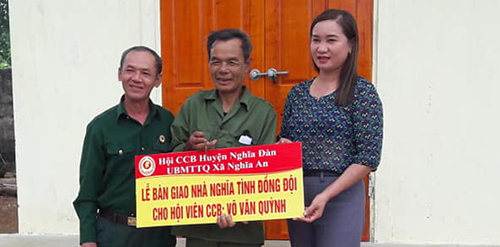 Hội CCB Huyện Nghĩa Đàn
UBMTTQ Xã Nghĩa An
LỄ BÀN GIAO NHÀ NGHĨA TÌNH ĐỒNG ĐỘI
CHO HỘI VIÊN CCB: VÕ VĂN QUỲNH